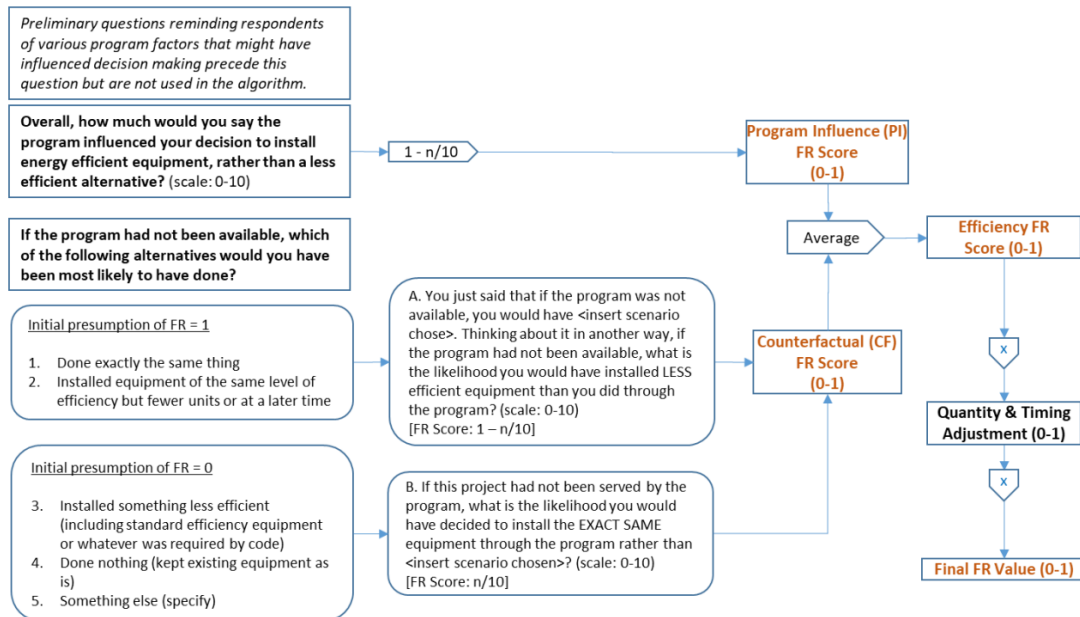 Preliminary questions reminding respondents
of various program factors that might have
influenced decision making precede this
question but are not used in the algorithm.
Overall, how much would you say the
program influenced your decision to install
energy efficient equipment, rather than a less
efficient alternative? (scale: 0-10)
1 - n/10
Program Influence (PI)
FR Score
(0-1)
If the program had not been available, which
of the following alternatives would you have
been most likely to have done?
Average
Efficiency FR
Score (0-1)
Initial presumption of FR = 1
1. Done exactly the same thing
2. Installed equipment of the same level of
efficiency but fewer units or at a later time
A. You just said that if the program was not
available, you would have <insert scenario
chose>. Thinking about it in another way, if
the program had not been available, what is
the likelihood you would have installed LESS
efficient equipment than you did through
the program? (scale: 0-10)
[FR Score: 1 – n/10]
Counterfactual (CF)
FR Score
(0-1)
x
Quantity & Timing
Adjustment (0-1)
x
Initial presumption of FR = 0
3. Installed something less efficient
(including standard efficiency equipment
or whatever was required by code)
4. Done nothing (kept existing equipment as
is)
5. Something else (specify)
B. If this project had not been served by the
program, what is the likelihood you would
have decided to install the EXACT SAME
equipment through the program rather than
<insert scenario chosen>? (scale: 0-10)
[FR Score: n/10]
Final FR Value (0-1)